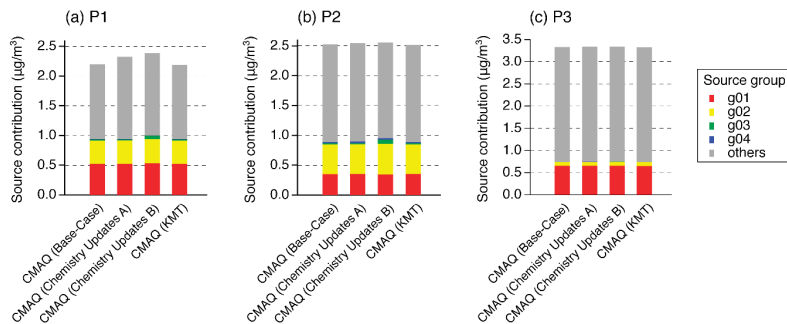 (a) P1
Source contribution (µg/m³)
2.5
2.0
1.5
1.0
0.5
0.0
CMAQ (Base-Case)
CMAQ (Chemistry Updates A)
CMAQ (Chemistry Updates B)
CMAQ (KMT)
(b) P2
Source contribution (µg/m³)
2.5
2.0
1.5
1.0
0.5
0.0
CMAQ (Base-Case)
CMAQ (Chemistry Updates A)
CMAQ (Chemistry Updates B)
CMAQ (KMT)
(c) P3
Source contribution (µg/m³)
3.5
3.0
2.5
2.0
1.5
1.0
0.5
0.0
CMAQ (Base-Case)
CMAQ (Chemistry Updates A)
CMAQ (Chemistry Updates B)
CMAQ (KMT)
Source group
g01
g02
g03
g04
others